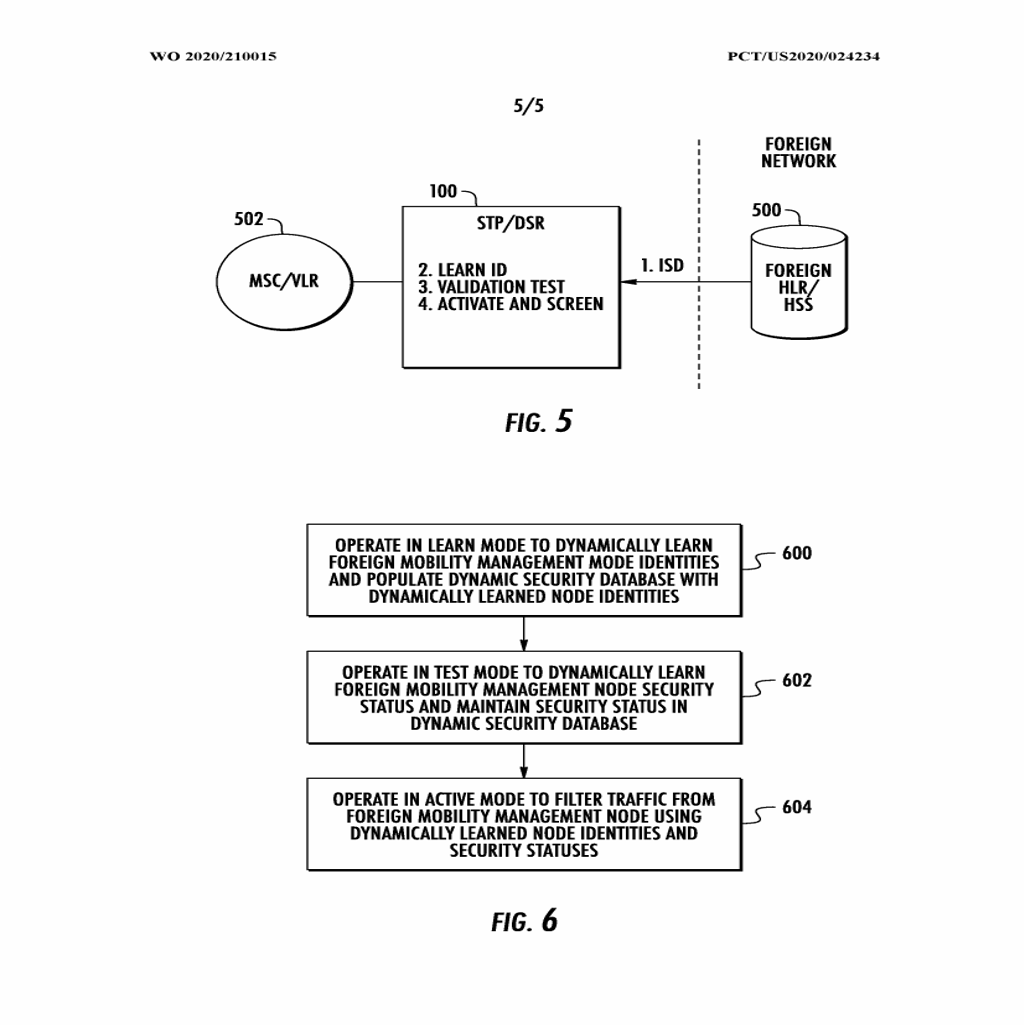 WO 2020/210015
PCT/US2020/024234
5/5
FOREIGN
NETWORK
100
502
500
STP/DSR
MSC/VLR
2. LEARN ID
3. VALIDATION TEST
4. ACTIVATE AND SCREEN
1. ISD
FOREIGN
HLR/
HSS
FIG. 5
OPERATE IN LEARN MODE TO DYNAMICALLY LEARN
FOREIGN MOBILITY MANAGEMENT MODE IDENTITIES
AND POPULATE DYNAMIC SECURITY DATABASE WITH
DYNAMICALLY LEARNED NODE IDENTITIES
600
OPERATE IN TEST MODE TO DYNAMICALLY LEARN
FOREIGN MOBILITY MANAGEMENT NODE SECURITY
STATUS AND MAINTAIN SECURITY STATUS IN
DYNAMIC SECURITY DATABASE
602
OPERATE IN ACTIVE MODE TO FILTER TRAFFIC FROM
FOREIGN MOBILITY MANAGEMENT NODE USING
DYNAMICALLY LEARNED NODE IDENTITIES AND
SECURITY STATUSES
604
FIG. 6